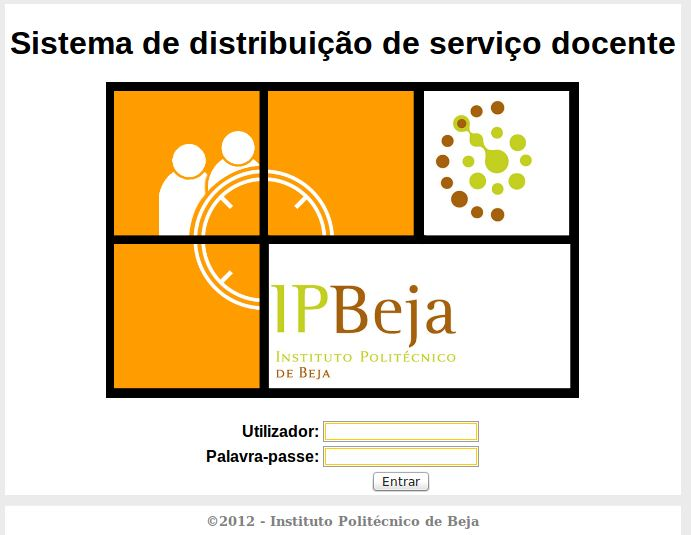 Sistema de distribuição de serviço docente
IPBeja
Instituto Politécnico
de Beja
Utilizador:
Palavra-passe:
Entrar
©2012 - Instituto Politécnico de Beja